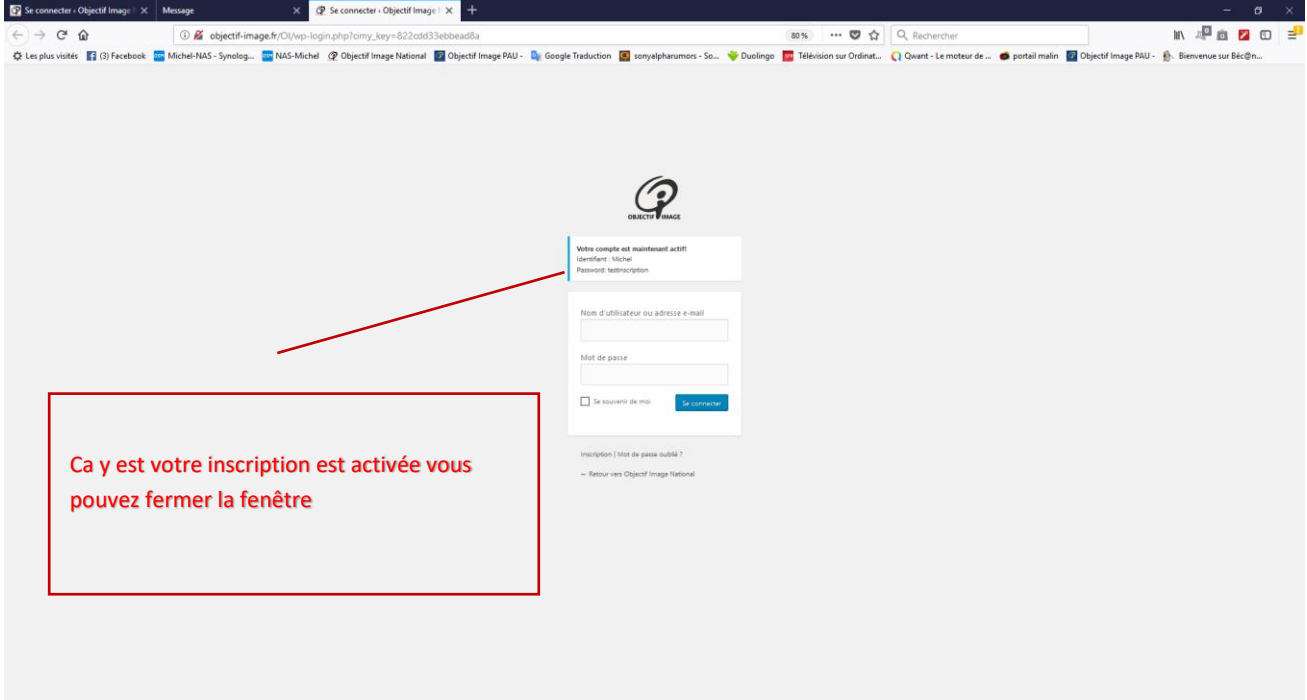 Se connecter ‹ Objectif Image
Message
Se connecter ‹ Objectif Image
objectif-image.fr/OI/wp-login.php?oimy_key=822cdd33ebbead8a
80 %
Rechercher
Les plus visités (3) Facebook Michel-NAS - Synolog... NAS-Michel Objectif Image National Objectif Image PAU - Google Traduction sonyalpharumors - So... Duolingo Télévision sur Ordinat... Qwant - Le moteur de ... portail malin Objectif Image PAU - Bienvenue sur Béc@n...
OBJECTIF IMAGE
Votre compte est maintenant actif!
Identifiant : Michel
Password: testinscription
Nom d'utilisateur ou adresse e-mail
Mot de passe
Se souvenir de moi
Se connecter
Inscription | Mot de passe oublié ?
← Retour vers Objectif Image National
Ca y est votre inscription est activée vous
pouvez fermer la fenêtre